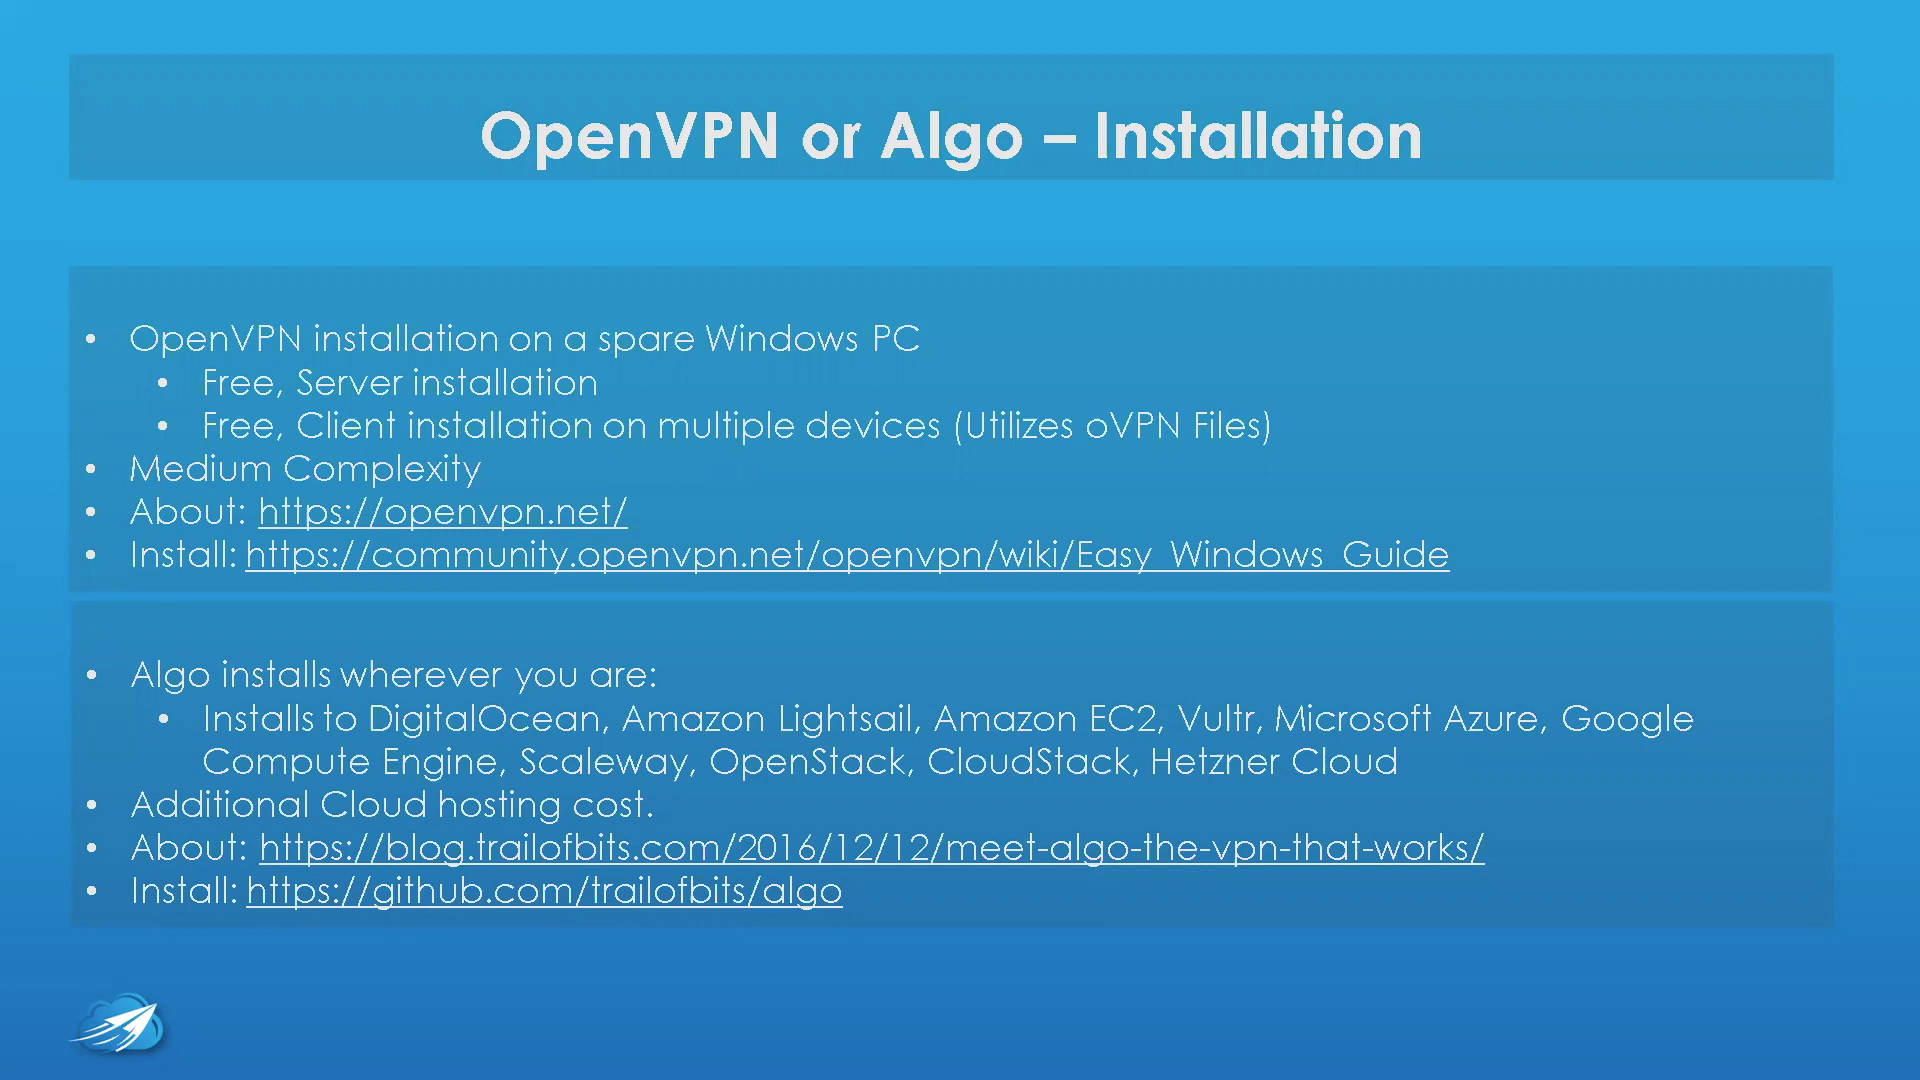 OpenVPN or Algo – Installation
• OpenVPN installation on a spare Windows PC
• Free, Server installation
• Free, Client installation on multiple devices (Utilizes oVPN Files)
• Medium Complexity
• About: https://openvpn.net/
• Install: https://community.openvpn.net/openvpn/wiki/Easy_Windows_Guide
• Algo installs wherever you are:
• Installs to DigitalOcean, Amazon Lightsail, Amazon EC2, Vultr, Microsoft Azure, Google
Compute Engine, Scaleway, OpenStack, CloudStack, Hetzner Cloud
• Additional Cloud hosting cost.
• About: https://blog.trailofbits.com/2016/12/12/meet-algo-the-vpn-that-works/
• Install: https://github.com/trailofbits/algo